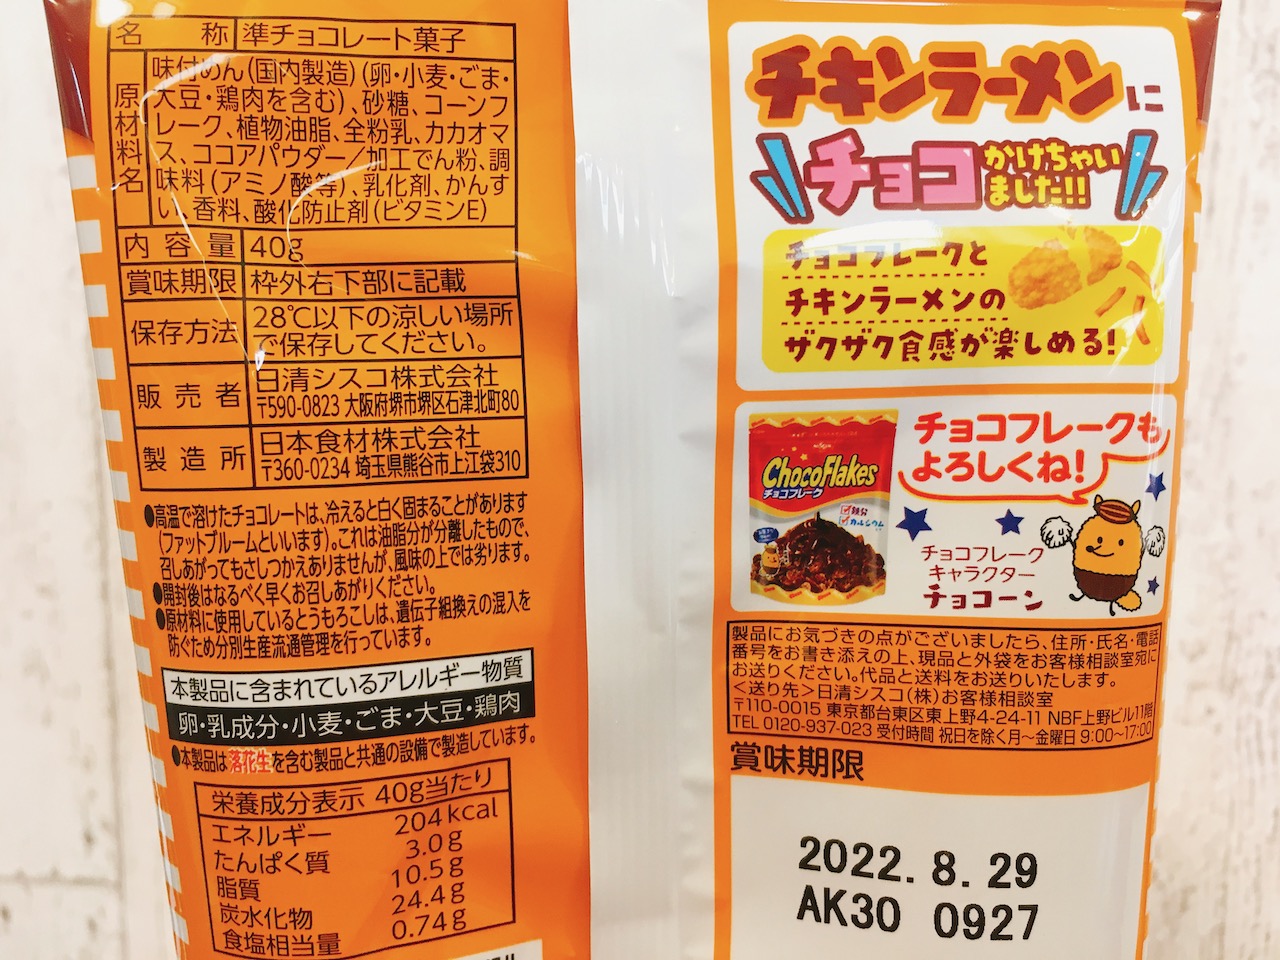 名称 準チョコレート菓子
原材料名
味付めん(国内製造)(卵・小麦・ごま・
大豆・鶏肉を含む)、砂糖、コーンフ
レーク、植物油脂、全粉乳、カカオマ
ス、ココアパウダー/加工でん粉、調
味料(アミノ酸等)、乳化剤、かんす
い、香料、酸化防止剤(ビタミンE)
内容量 40g
賞味期限 枠外右下部に記載
保存方法 28℃以下の涼しい場所
で保存してください。
販売者 日清シスコ株式会社
〒590-0823 大阪府堺市堺区石津北町80
製造所 日本食材株式会社
〒360-0234 埼玉県熊谷市上江袋310
●高温で溶けたチョコレートは、冷えると白く固まることがあります
(ファットブルームといいます)。これは油脂分が分離したもので、
召しあがってもさしつかえありませんが、風味の上では劣ります。
●開封後はなるべく早くお召しあがりください。
●原材料に使用しているとうもろこしは、遺伝子組換えの混入を
防ぐため分別生産流通管理を行っています。
本製品に含まれているアレルギー物質
卵・乳成分・小麦・ごま・大豆・鶏肉
●本製品は落花生を含む製品と共通の設備で製造しています。
栄養成分表示 40g当たり
エネルギー 204kcal
たんぱく質 3.0g
脂質 10.5g
炭水化物 24.4g
食塩相当量 0.74g
チキンラーメンに
チョコかけちゃい
ました!!
チョコフレークと
チキンラーメンの
ザクザク食感が楽しめる!
チョコフレークも
よろしくね!
ChocoFlakes
チョコフレーク
鉄分
カルシウム
チョコフレーク
キャラクター
チョコーン
製品にお気づきの点がございましたら、住所・氏名・電話
番号をお書き添えの上、現品と外袋をお客様相談室宛に
お送りください。代品と送料をお送りいたします。
<送り先>日清シスコ(株)お客様相談室
〒110-0015 東京都台東区東上野4-24-11 NBF上野ビル11階
TEL 0120-937-023 受付時間 祝日を除く月~金曜日 9:00~17:00
賞味期限
2022. 8. 29
AK30 0927